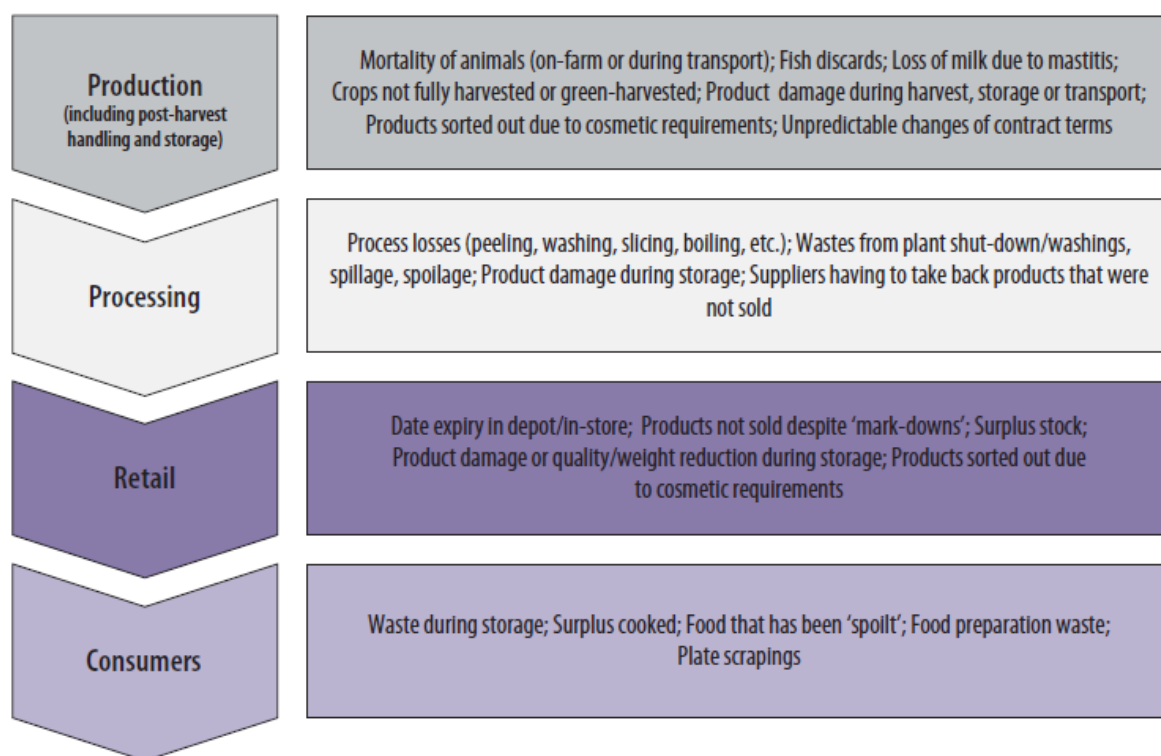 Production
(including post-harvest
handling and storage)
Mortality of animals (on-farm or during transport); Fish discards; Loss of milk due to mastitis;
Crops not fully harvested or green-harvested; Product damage during harvest, storage or transport;
Products sorted out due to cosmetic requirements; Unpredictable changes of contract terms
Processing
Process losses (peeling, washing, slicing, boiling, etc.); Wastes from plant shut-down/washings,
spillage, spoilage; Product damage during storage; Suppliers having to take back products that were
not sold
Retail
Date expiry in depot/in-store; Products not sold despite ‘mark-downs’; Surplus stock;
Product damage or quality/weight reduction during storage; Products sorted out due
to cosmetic requirements
Consumers
Waste during storage; Surplus cooked; Food that has been ‘spoilt’; Food preparation waste;
Plate scrapings